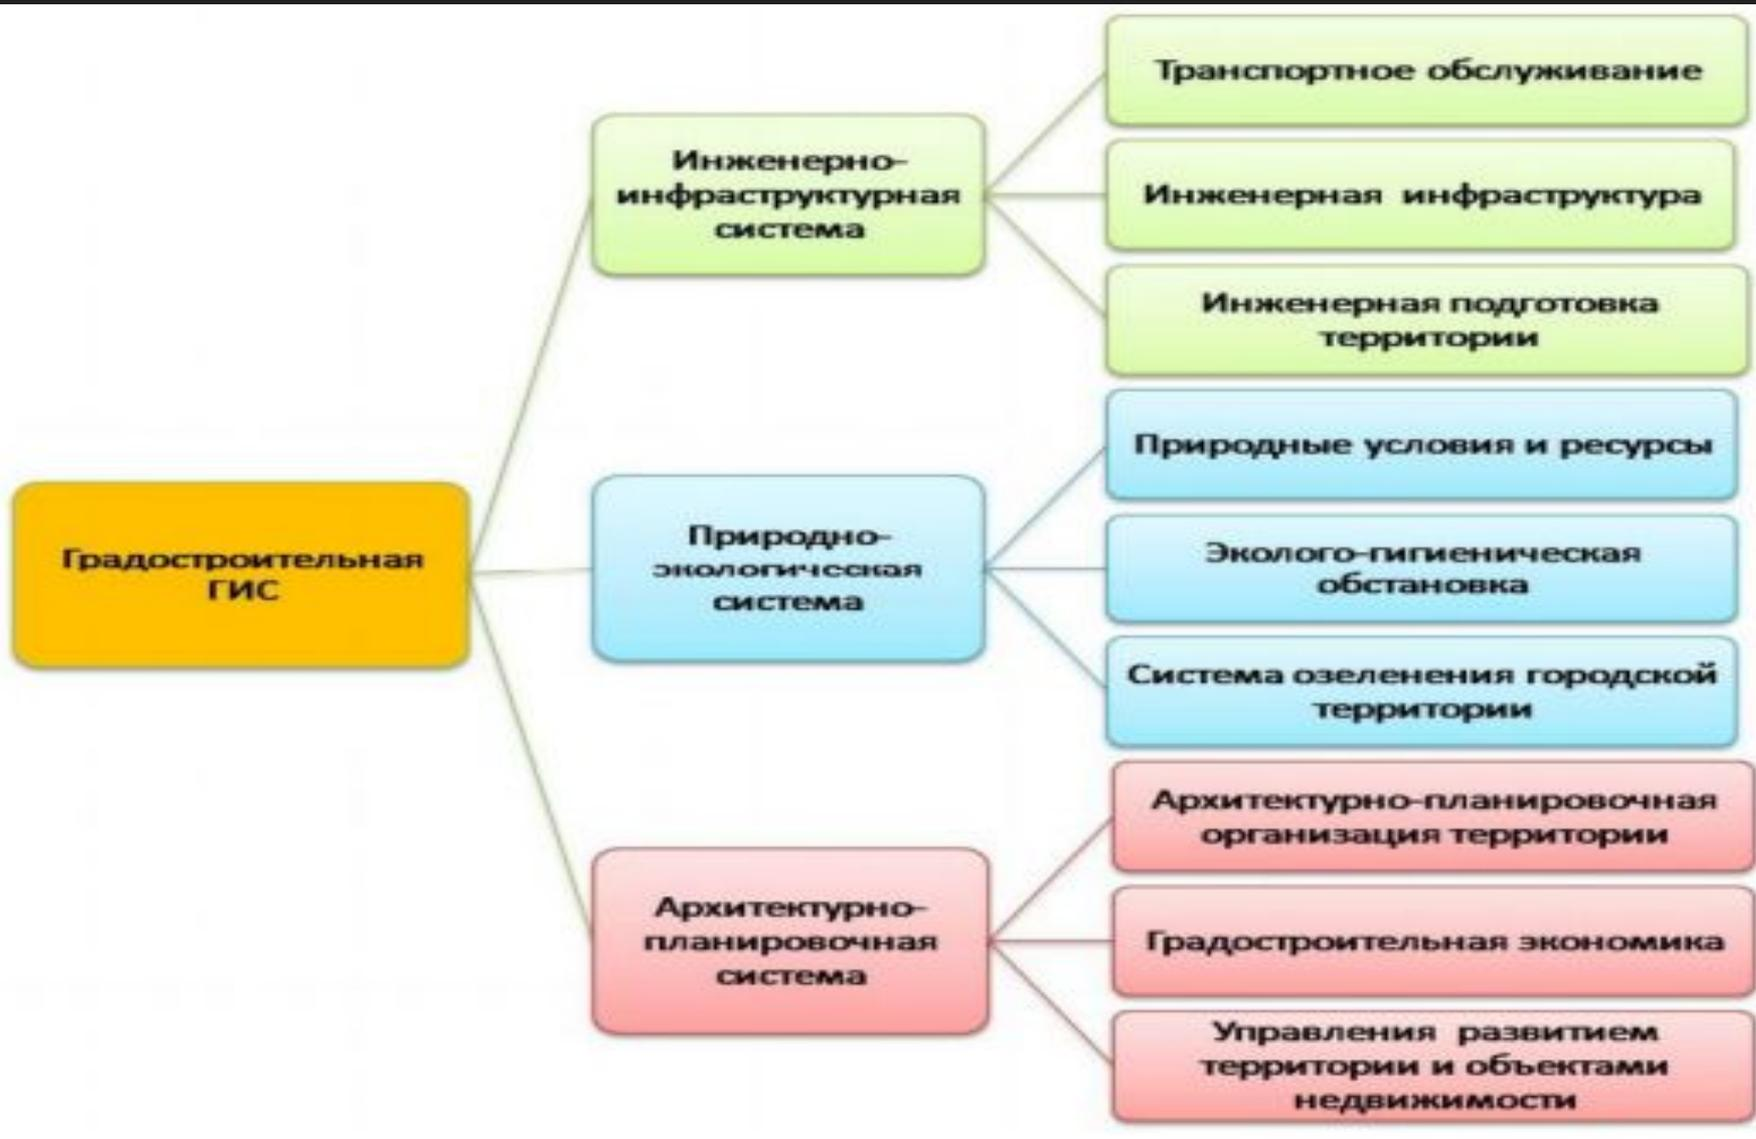 Градостроительная
ГИС
Инженерно-
инфраструктурная
система
Транспортное обслуживание
Инженерная инфраструктура
Инженерная подготовка
территории
Природно-
экологическая
система
Природные условия и ресурсы
Эколого-гигиеническая
обстановка
Система озеленения городской
территории
Архитектурно-
планировочная
система
Архитектурно-планировочная
организация территории
Градостроительная экономика
Управления развитием
территории и объектами
недвижимости